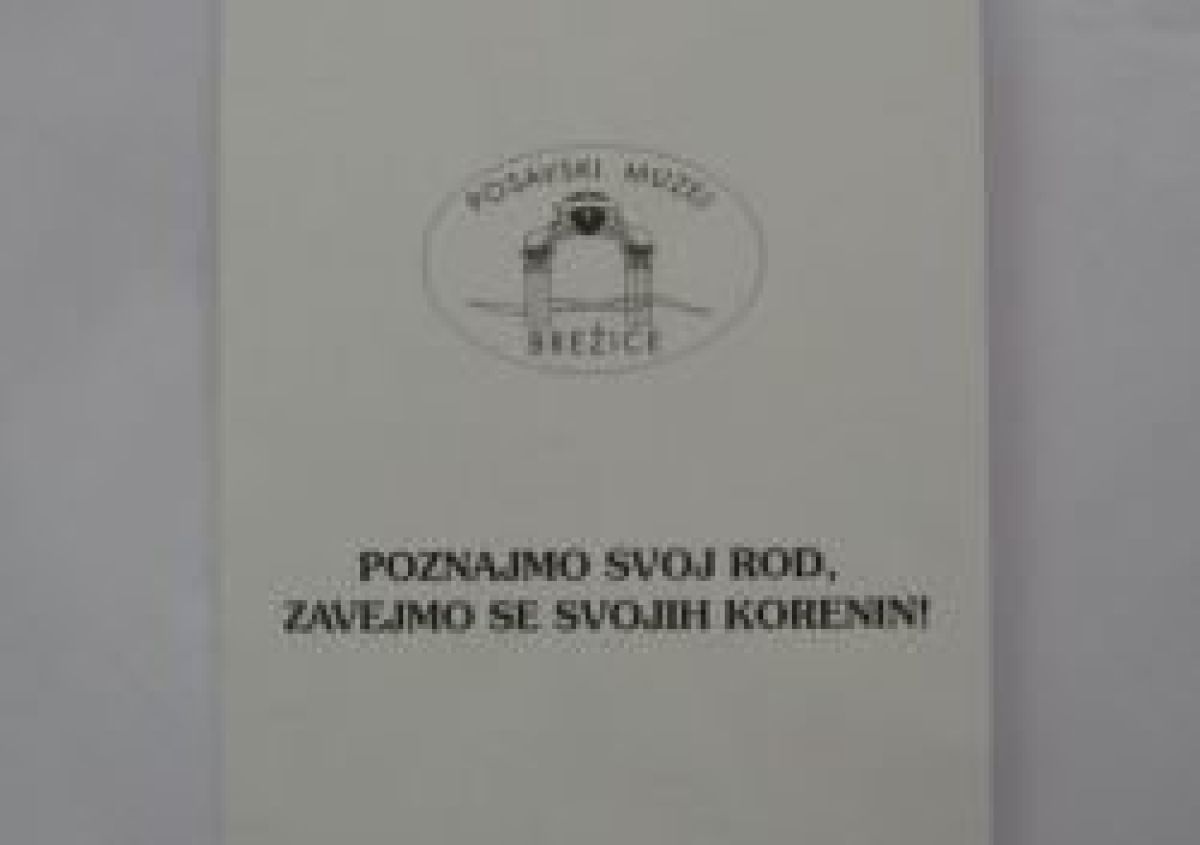 POSAVSKI MUZEJ
BREŽICE
POZNAJMO SVOJ ROD,
ZAVEJMO SE SVOJIH KORENIN!